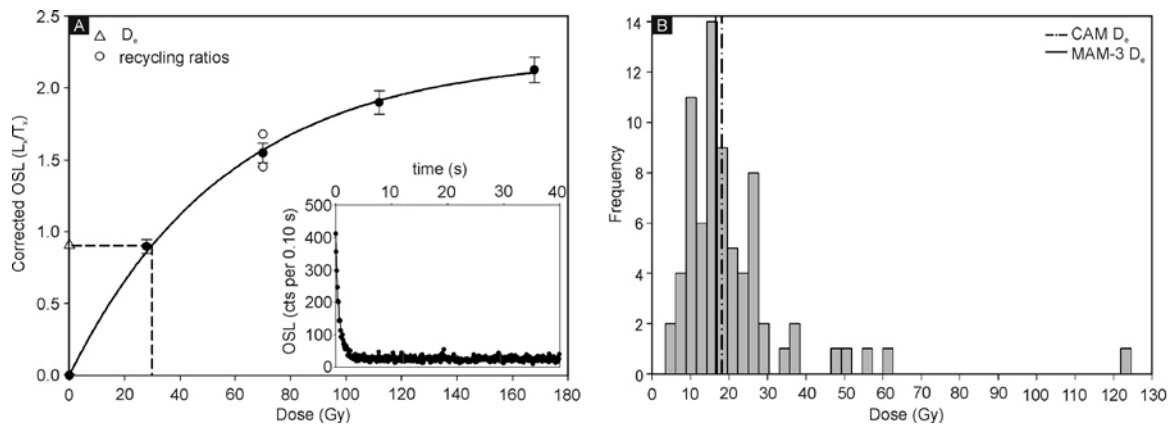 A
Dₑ
recycling ratios
Corrected OSL (Lₓ/Tₓ)
2.5
2.0
1.5
1.0
0.5
0.0
0 20 40 60 80 100 120 140 160 180
Dose (Gy)
time (s)
0 10 20 30 40
OSL (cts per 0.10 s)
500
400
300
200
100
0
B
CAM Dₑ
MAM-3 Dₑ
Frequency
14
12
10
8
6
4
2
0
0 10 20 30 40 50 60 70 80 90 100 110 120 130
Dose (Gy)